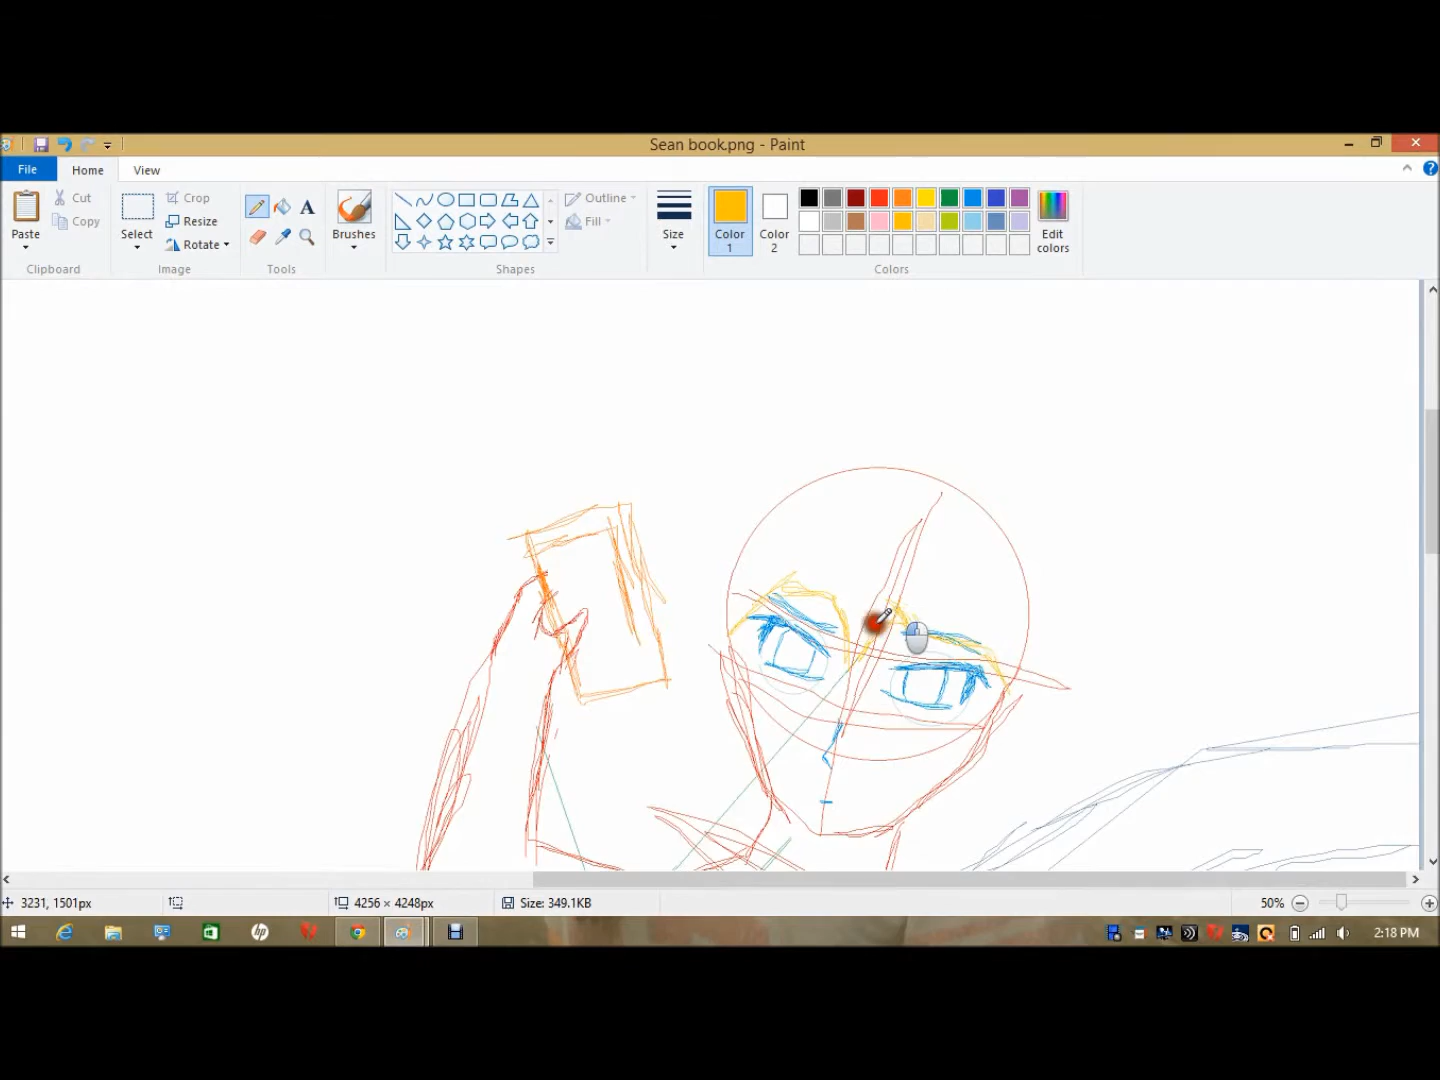 Sean book.png - Paint
File Home View
Cut
Copy
Paste
Clipboard
Crop
Resize
Rotate
Select
Image
A
Tools
Brushes
Outline
Fill
Shapes
Size
Color 1
Color 2
Edit colors
Colors
3231, 1501px
4256 × 4248px
Size: 349.1KB
50%
hp
2:18 PM